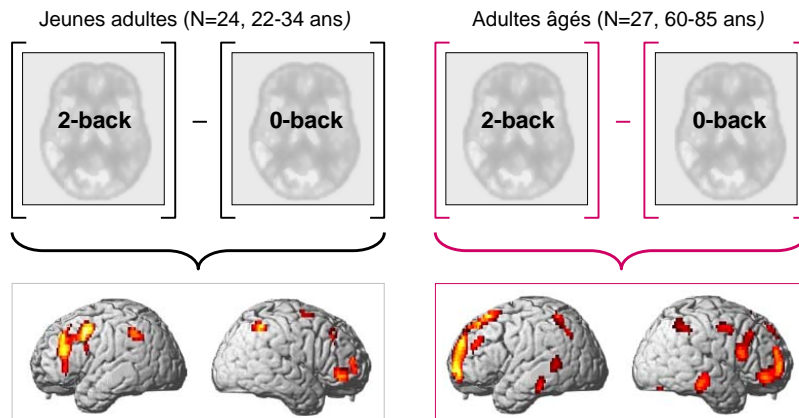 Jeunes adultes (N=24, 22-34 ans)
Adultes âgés (N=27, 60-85 ans)
2-back – 0-back
2-back – 0-back